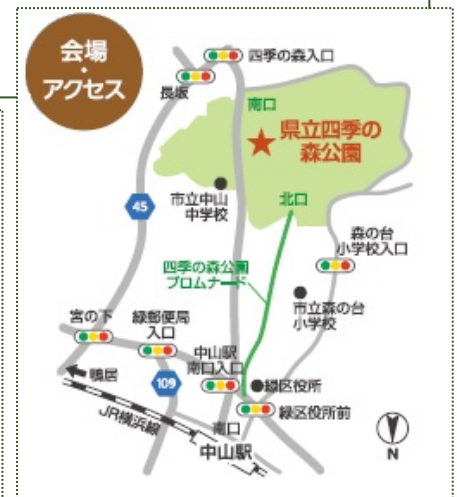 会場
・
アクセス
四季の森入口
長坂
南口
県立四季の
森公園
市立中山
中学校
北口
45
森の台
小学校入口
四季の森公園
プロムナード
市立森の台
小学校
宮の下
緑郵便局
入口
中山駅
南口入口
鴨居
109
緑区役所
緑区役所前
JR横浜線
南口
中山駅
N